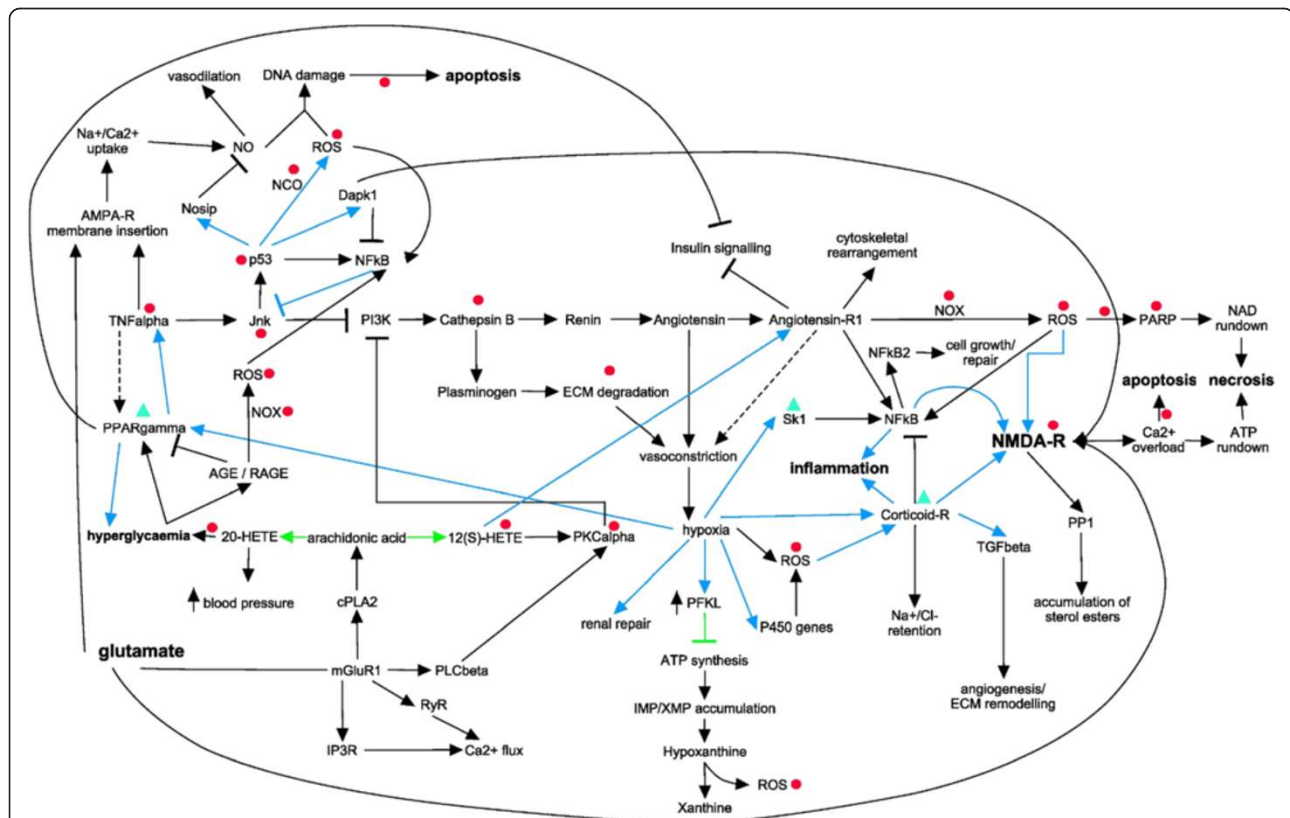 vasodilation
DNA damage
apoptosis
Na+/Ca2+
uptake
NO
ROS
NCO
Dapk1
Nosip
AMPA-R
membrane insertion
Insulin signalling
cytoskeletal
rearrangement
p53
NFkB
TNFalpha
Jnk
PI3K
Cathepsin B
Renin
Angiotensin
Angiotensin-R1
NOX
ROS
PARP
NAD
rundown
NFkB2
cell growth/
repair
ROS
Plasminogen
ECM degradation
apoptosis
necrosis
NOX
Sk1
NFkB
PPARgamma
NMDA-R
Ca2+
overload
ATP
rundown
vasoconstriction
inflammation
AGE / RAGE
Corticoid-R
PP1
hyperglycaemia
20-HETE
arachidonic acid
12(S)-HETE
PKCalpha
hypoxia
TGFbeta
ROS
blood pressure
cPLA2
PFKL
renal repair
P450 genes
Na+/Cl-
retention
accumulation of
sterol esters
glutamate
mGluR1
PLCbeta
ATP synthesis
RyR
angiogenesis/
ECM remodelling
IMP/XMP accumulation
IP3R
Ca2+ flux
Hypoxanthine
ROS
Xanthine